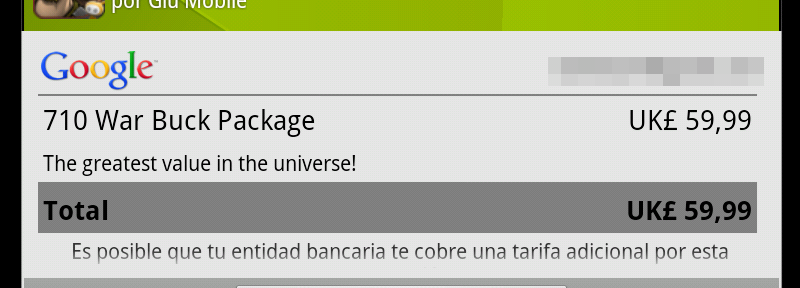 por Glu Mobile
Google
710 War Buck Package UK£ 59,99
The greatest value in the universe!
Total UK£ 59,99
Es posible que tu entidad bancaria te cobre una tarifa adicional por esta